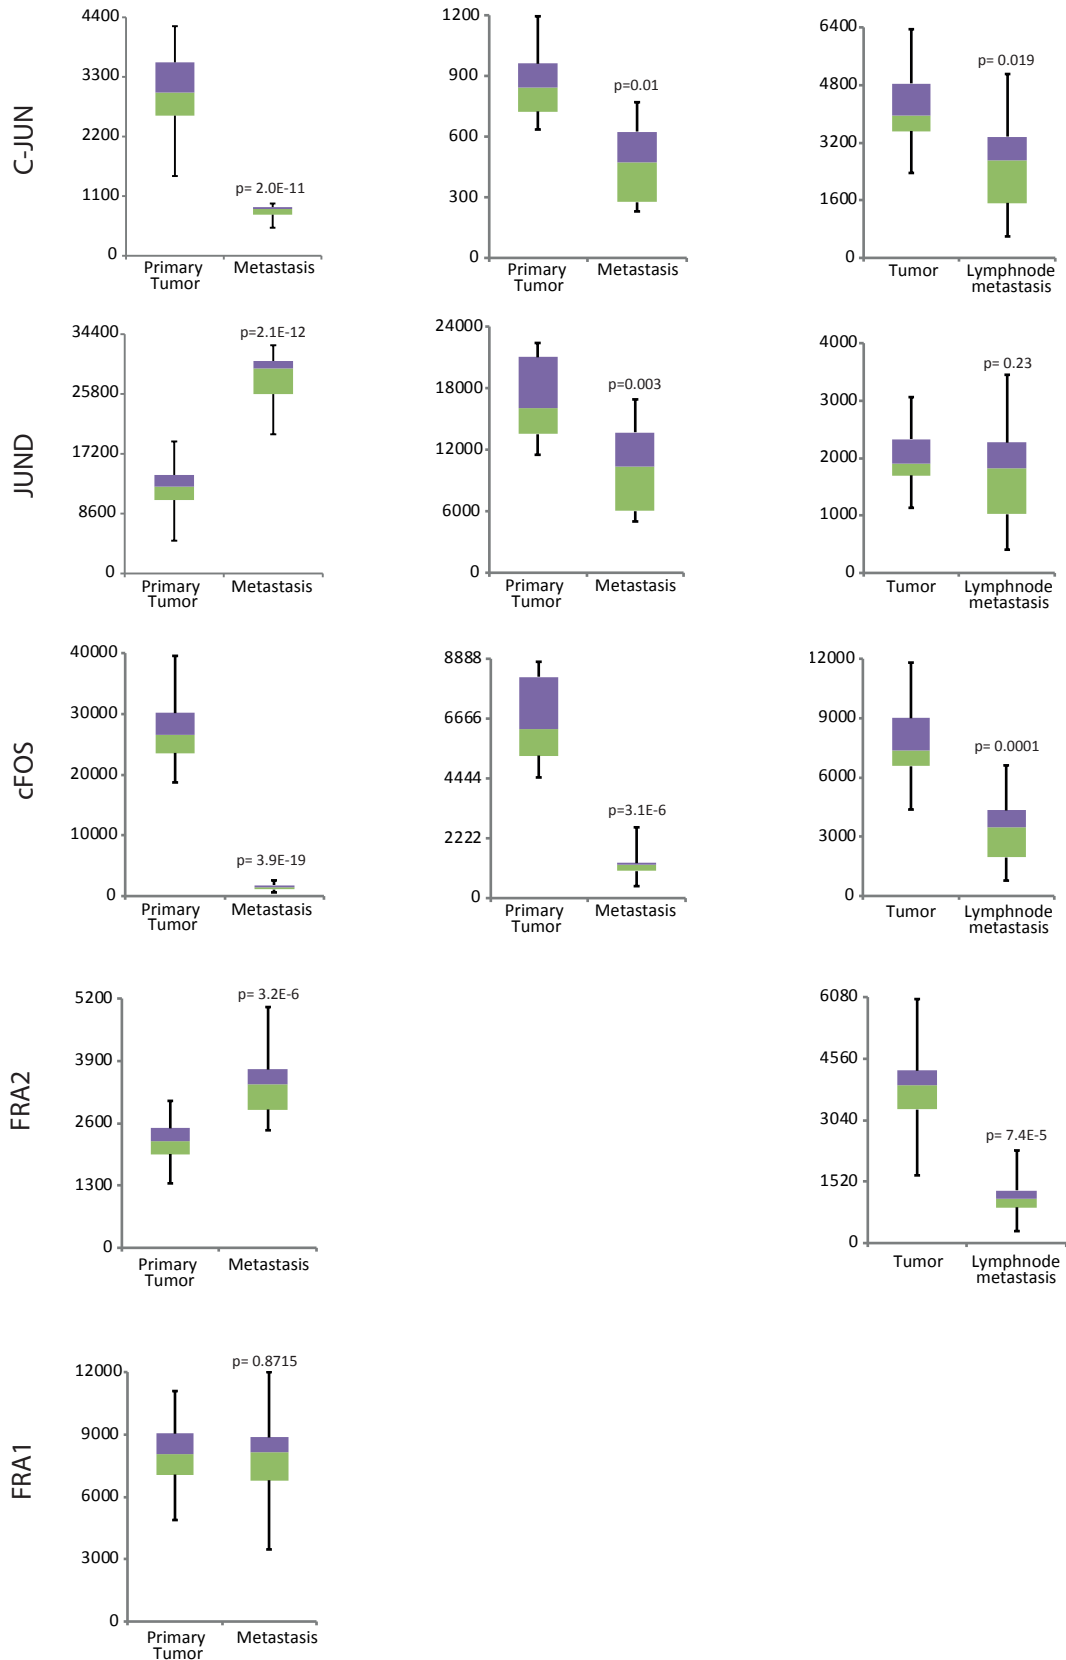 C-JUN
4400
3300
2200
1100
0
p= 2.0E-11
Primary
Tumor
Metastasis
1200
900
600
300
0
p=0.01
Primary
Tumor
Metastasis
6400
4800
3200
1600
0
p= 0.019
Tumor
Lymphnode
metastasis
JUND
34400
25800
17200
8600
0
p=2.1E-12
Primary
Tumor
Metastasis
24000
18000
12000
6000
0
p=0.003
Primary
Tumor
Metastasis
4000
3000
2000
1000
0
p= 0.23
Tumor
Lymphnode
metastasis
cFOS
40000
30000
20000
10000
0
p= 3.9E-19
Primary
Tumor
Metastasis
8888
6666
4444
2222
0
p=3.1E-6
Primary
Tumor
Metastasis
12000
9000
6000
3000
0
p= 0.0001
Tumor
Lymphnode
metastasis
FRA2
5200
3900
2600
1300
0
p= 3.2E-6
Primary
Tumor
Metastasis
6080
4560
3040
1520
0
p= 7.4E-5
Tumor
Lymphnode
metastasis
FRA1
12000
9000
6000
3000
0
p= 0.8715
Primary
Tumor
Metastasis